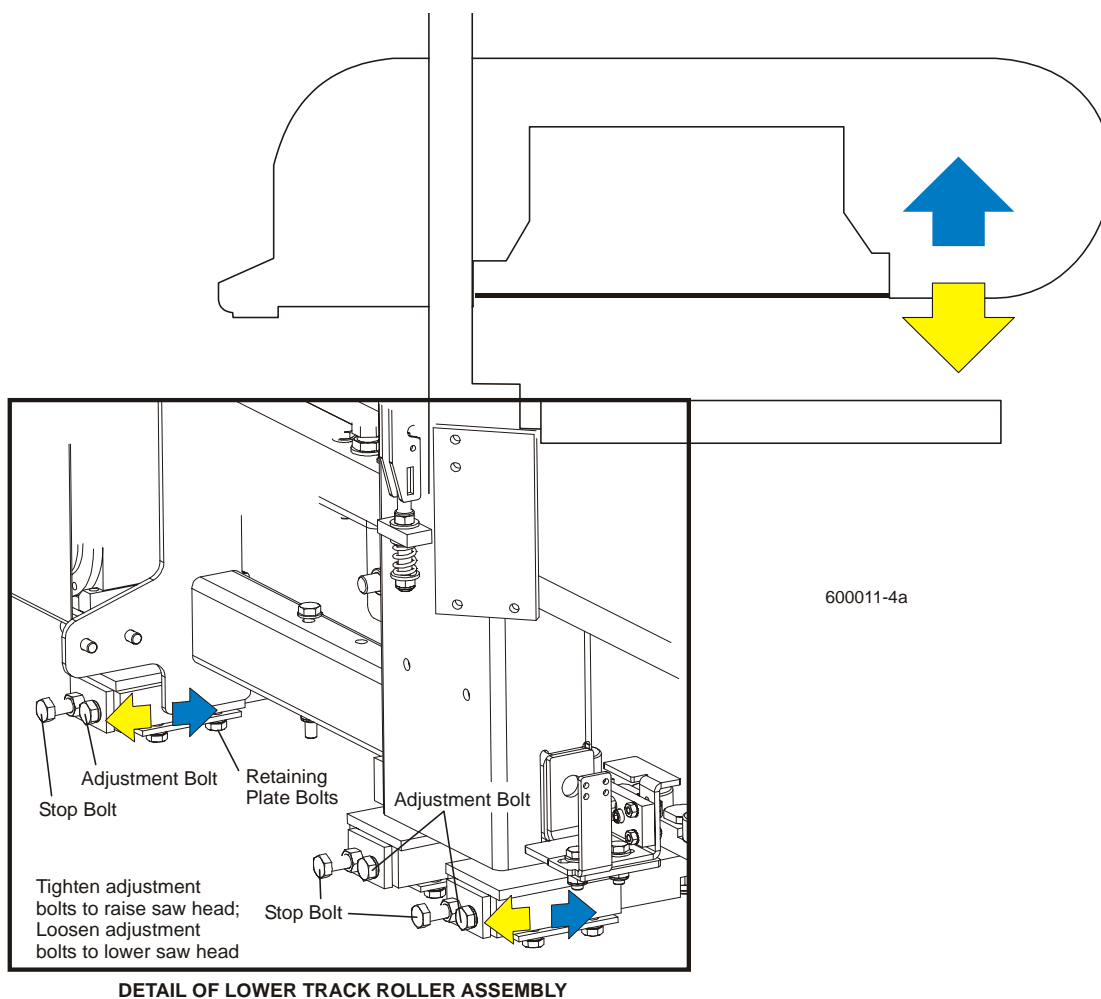 600011-4a
Adjustment Bolt
Stop Bolt
Retaining
Plate Bolts
Adjustment Bolt
Stop Bolt
Tighten adjustment
bolts to raise saw head;
Loosen adjustment
bolts to lower saw head
DETAIL OF LOWER TRACK ROLLER ASSEMBLY